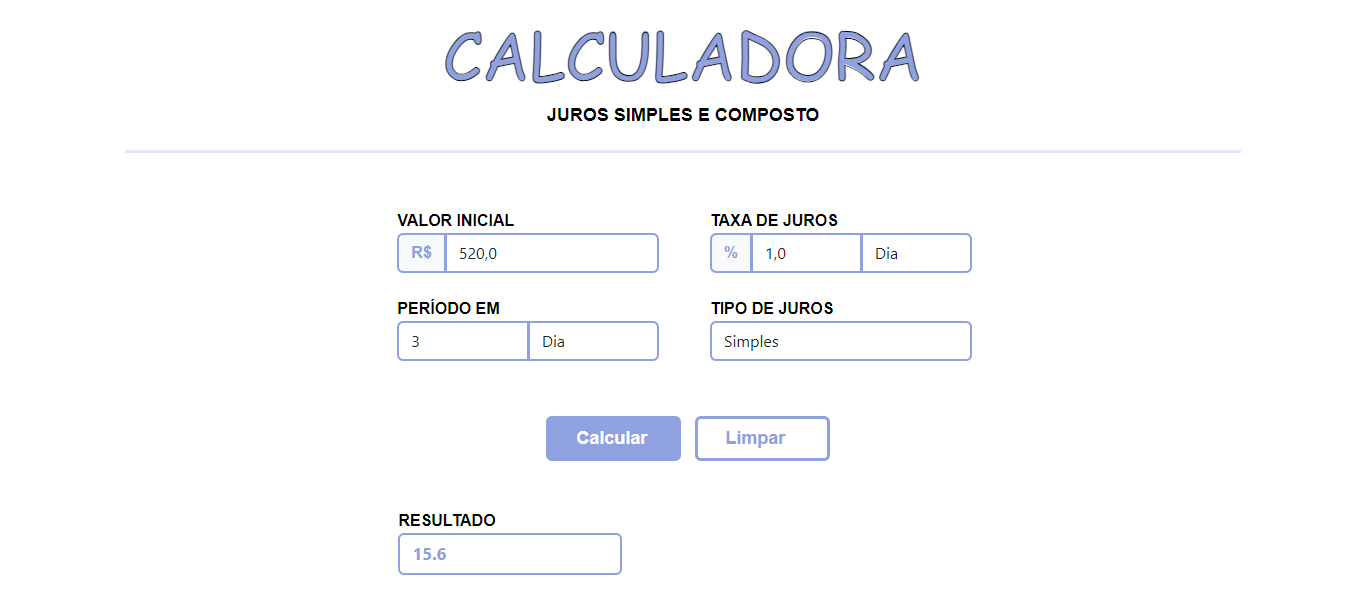 CALCULADORA
JUROS SIMPLES E COMPOSTO
VALOR INICIAL
R$ 520,0
TAXA DE JUROS
% 1,0 Dia
PERÍODO EM
3 Dia
TIPO DE JUROS
Simples
Calcular Limpar
RESULTADO
15.6